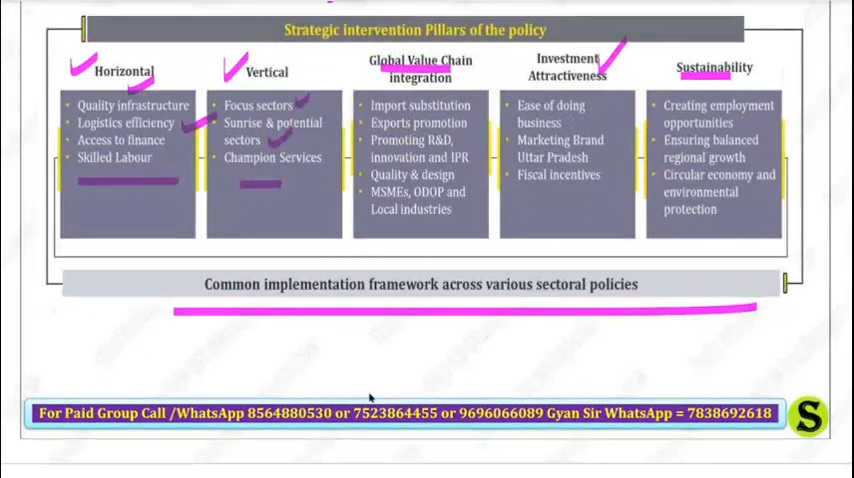 Strategic intervention Pillars of the policy
Horizontal
Quality infrastructure
Logistics efficiency
Access to finance
Skilled Labour
Vertical
Focus sectors
Sunrise & potential
sectors
Champion Services
Global Value Chain
integration
Import substitution
Exports promotion
Promoting R&D,
innovation and IPR
Quality & design
MSMEs, ODOP and
Local industries
Investment
Attractiveness
Ease of doing
business
Marketing Brand
Uttar Pradesh
Fiscal incentives
Sustainability
Creating employment
opportunities
Ensuring balanced
regional growth
Circular economy and
environmental
protection
Common implementation framework across various sectoral policies
For Paid Group Call /WhatsApp 8564880530 or 7523864455 or 9696066089 Gyan Sir WhatsApp = 7838692618
S